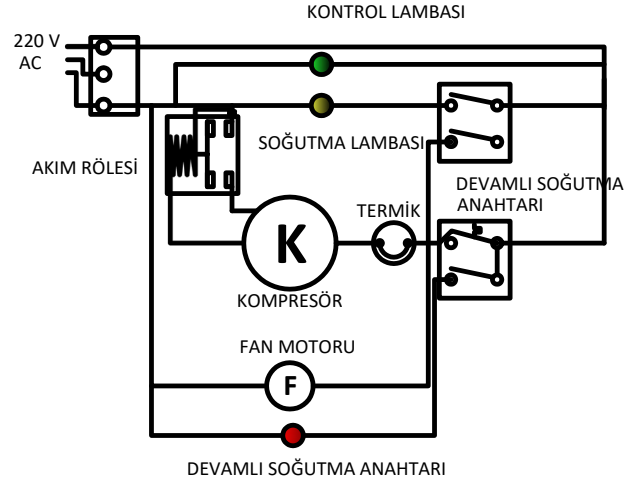 KONTROL LAMBASI
220 V
AC
SOĞUTMA LAMBASI
AKIM RÖLESİ
DEVAMLI SOĞUTMA
ANAHTARI
TERMİK
K
KOMPRESÖR
FAN MOTORU
F
DEVAMLI SOĞUTMA ANAHTARI